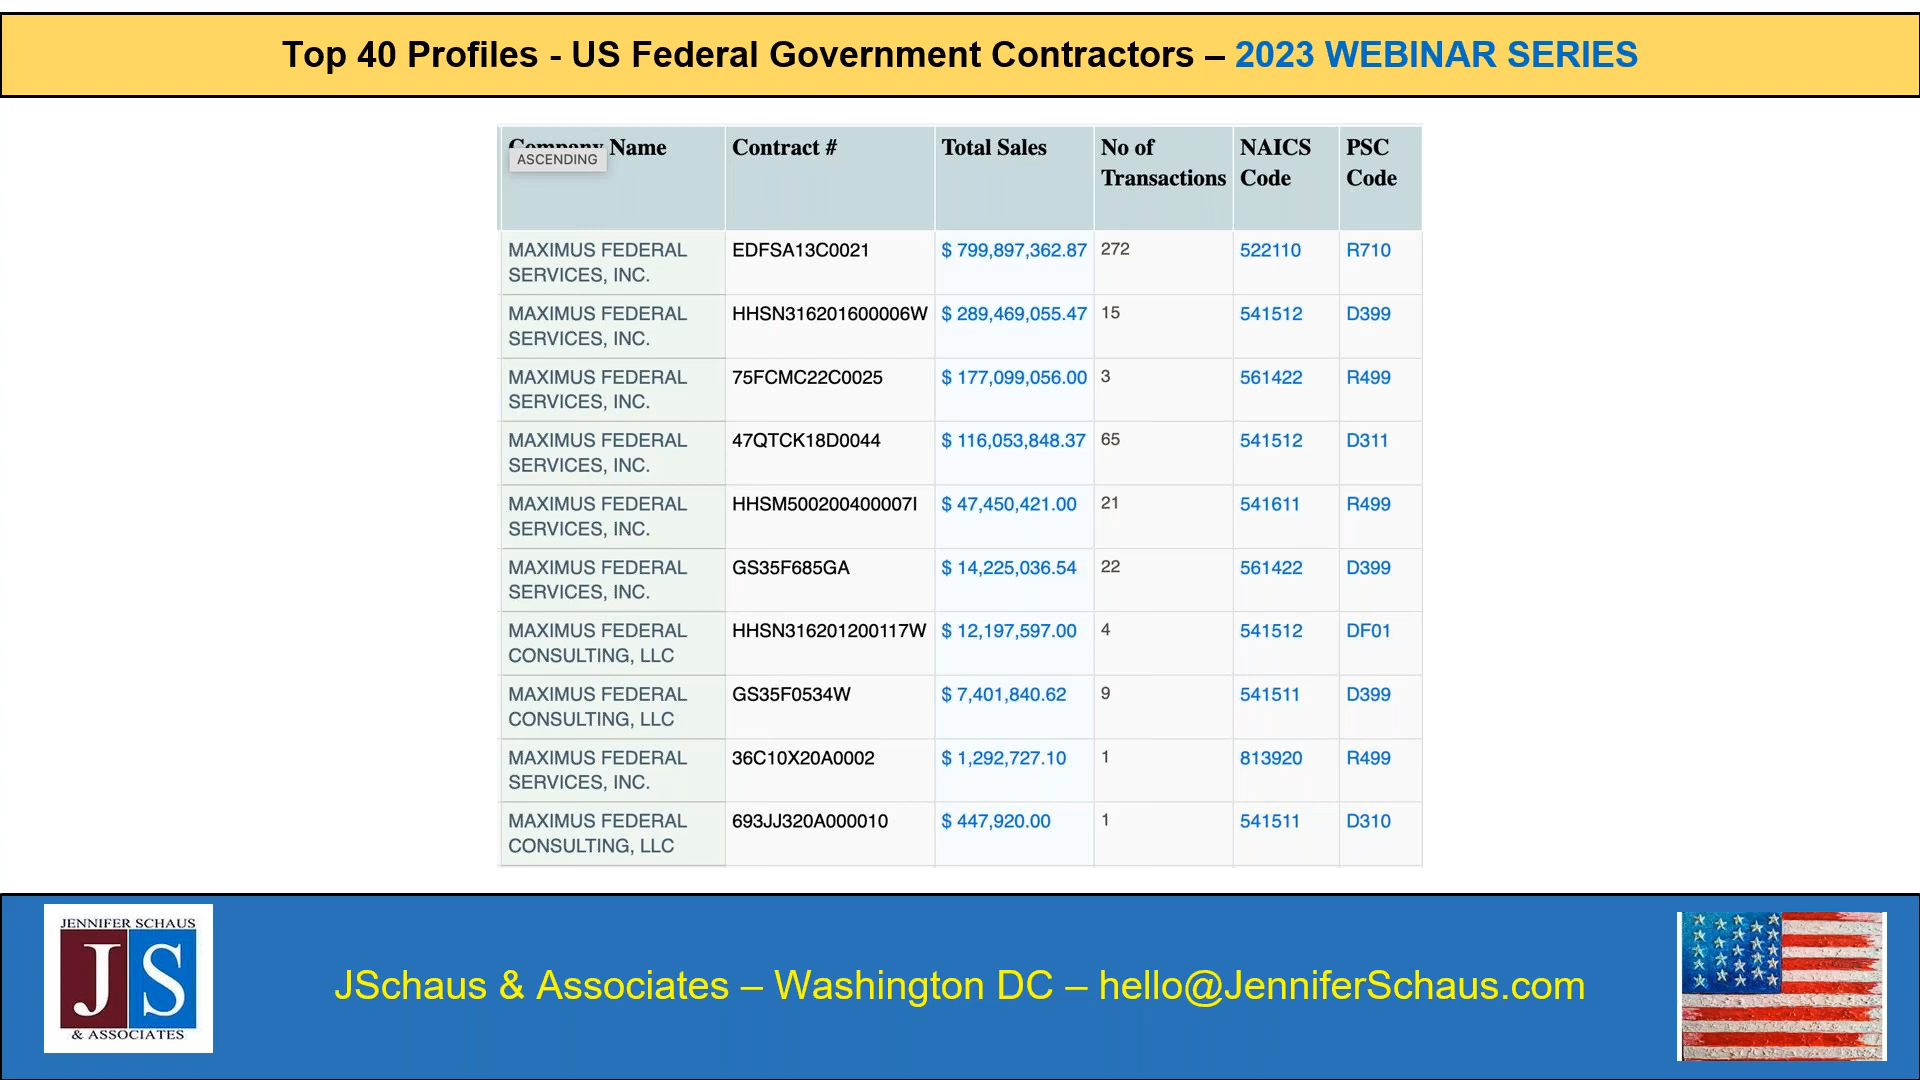 Top 40 Profiles - US Federal Government Contractors – 2023 WEBINAR SERIES
Company Name Contract # Total Sales No of Transactions NAICS Code PSC Code
ASCENDING
MAXIMUS FEDERAL SERVICES, INC. EDFSA13C0021 $ 799,897,362.87 272 522110 R710
MAXIMUS FEDERAL SERVICES, INC. HHSN316201600006W $ 289,469,055.47 15 541512 D399
MAXIMUS FEDERAL SERVICES, INC. 75FCMC22C0025 $ 177,099,056.00 3 561422 R499
MAXIMUS FEDERAL SERVICES, INC. 47QTCK18D0044 $ 116,053,848.37 65 541512 D311
MAXIMUS FEDERAL SERVICES, INC. HHSM500200400007I $ 47,450,421.00 21 541611 R499
MAXIMUS FEDERAL SERVICES, INC. GS35F685GA $ 14,225,036.54 22 561422 D399
MAXIMUS FEDERAL CONSULTING, LLC HHSN316201200117W $ 12,197,597.00 4 541512 DF01
MAXIMUS FEDERAL CONSULTING, LLC GS35F0534W $ 7,401,840.62 9 541511 D399
MAXIMUS FEDERAL SERVICES, INC. 36C10X20A0002 $ 1,292,727.10 1 813920 R499
MAXIMUS FEDERAL CONSULTING, LLC 693JJ320A000010 $ 447,920.00 1 541511 D310
JENNIFER SCHAUS
JS
& ASSOCIATES
JSchaus & Associates – Washington DC – hello@JenniferSchaus.com